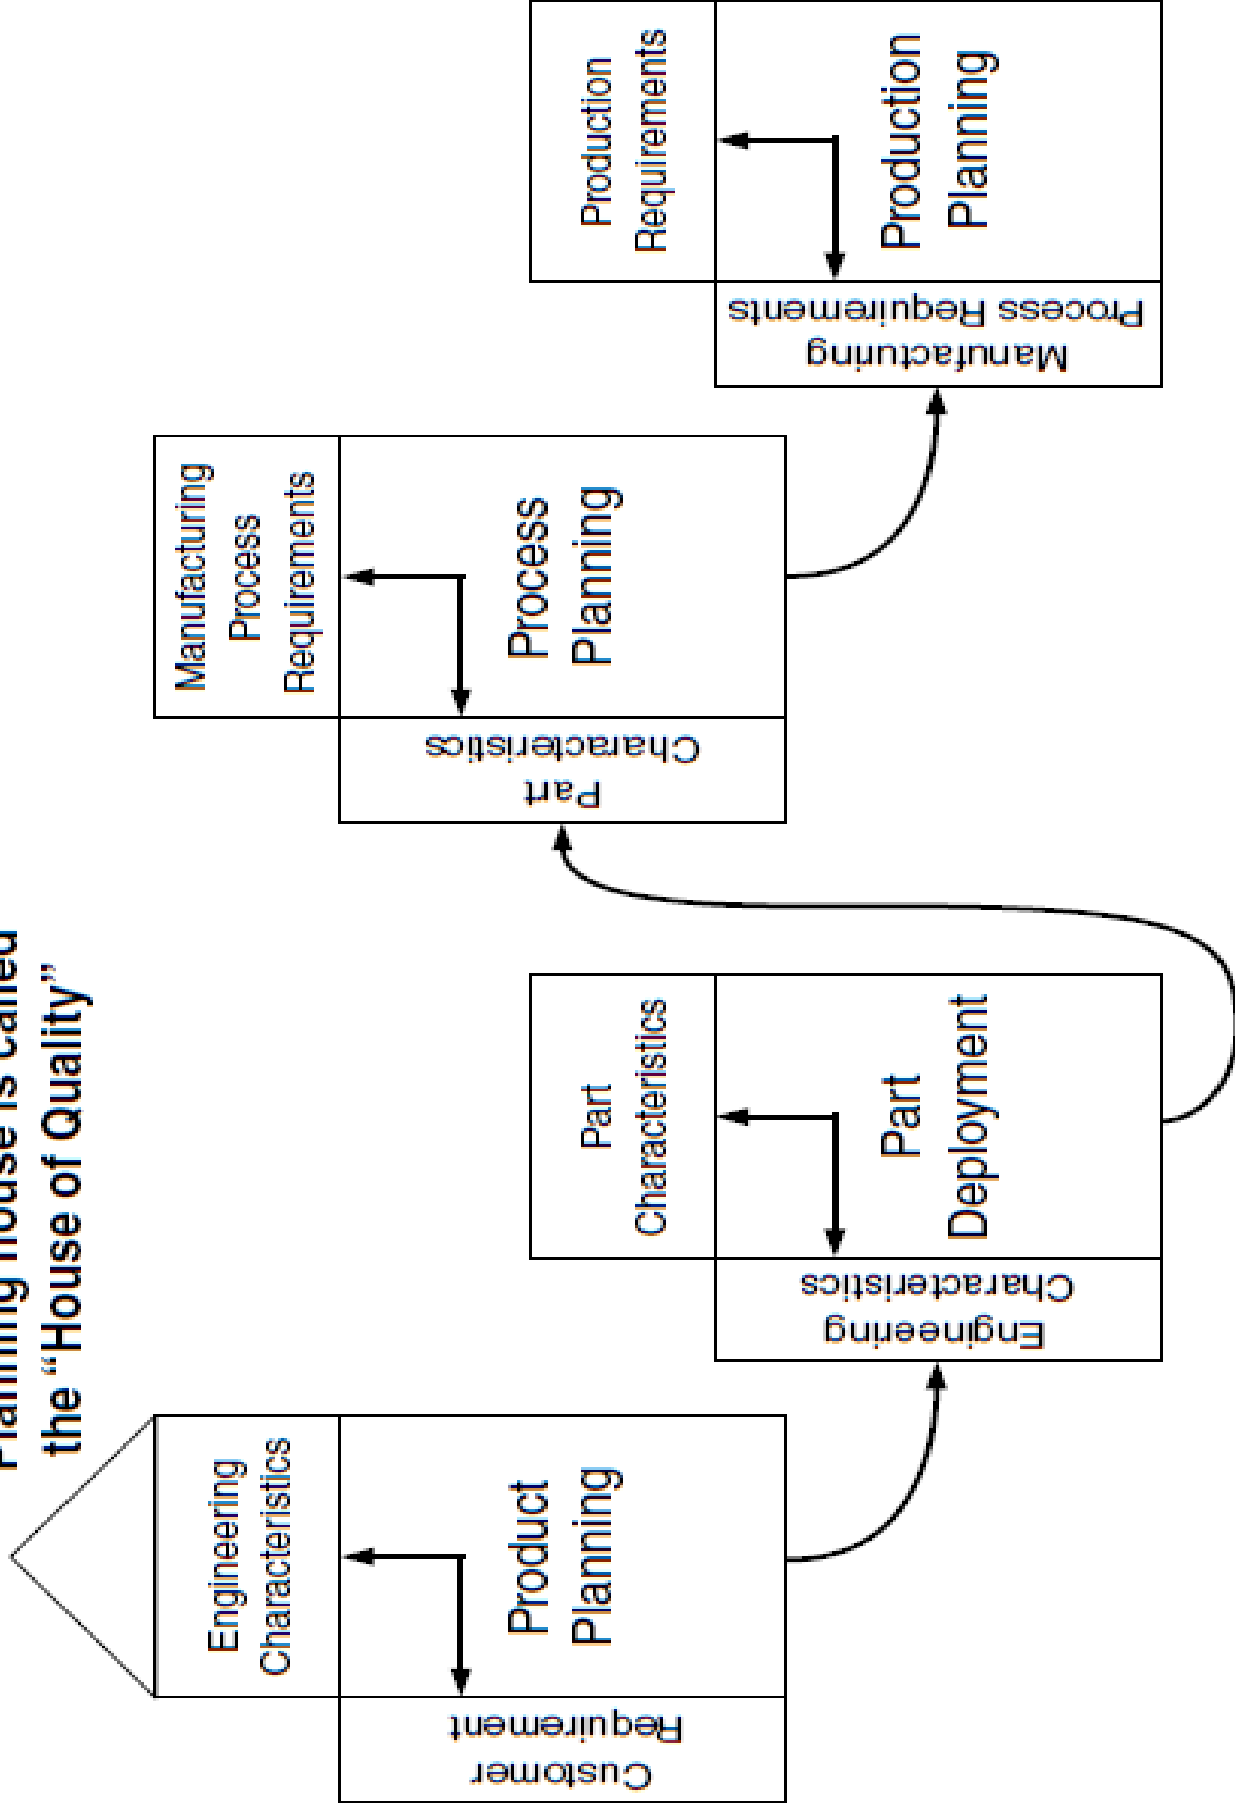 Planning house is called
the “House of Quality”
Engineering
Characteristics
Customer
Requirement
Product
Planning
Part
Characteristics
Engineering
Characteristics
Part
Deployment
Manufacturing
Process
Requirements
Part
Characteristics
Process
Planning
Production
Requirements
Manufacturing
Process Requirements
Production
Planning